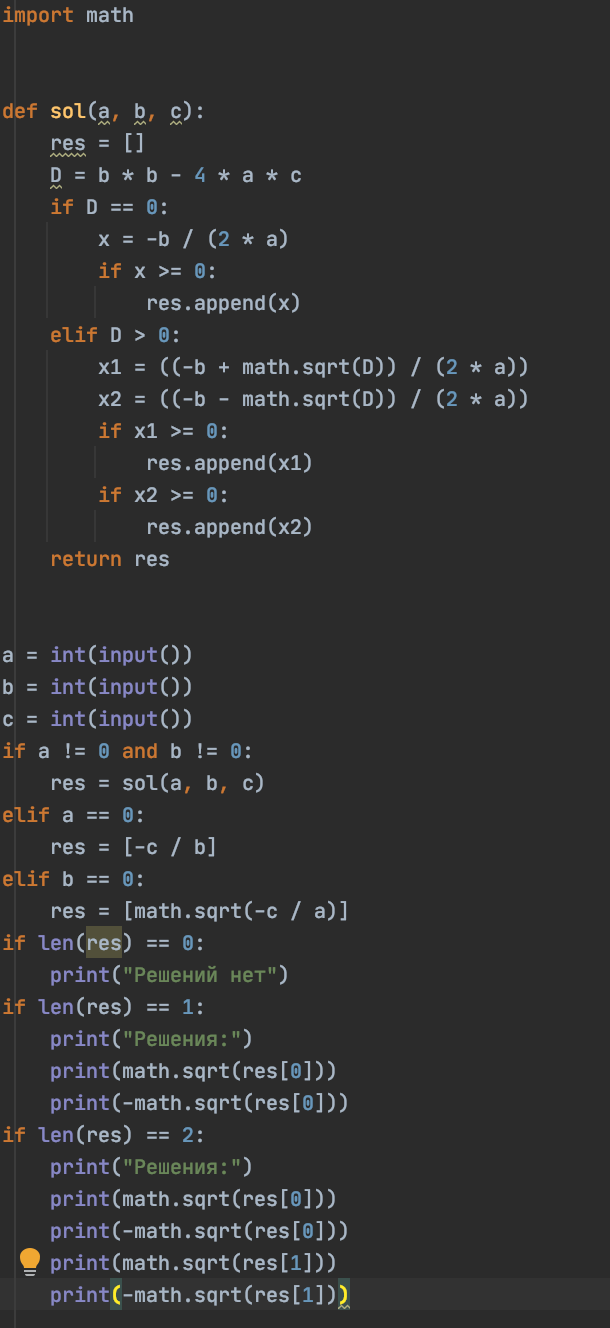 import math
def sol(a, b, c):
    res = []
    D = b * b - 4 * a * c
    if D == 0:
        x = -b / (2 * a)
        if x >= 0:
            res.append(x)
    elif D > 0:
        x1 = ((-b + math.sqrt(D)) / (2 * a))
        x2 = ((-b - math.sqrt(D)) / (2 * a))
        if x1 >= 0:
            res.append(x1)
        if x2 >= 0:
            res.append(x2)
    return res
a = int(input())
b = int(input())
c = int(input())
if a != 0 and b != 0:
    res = sol(a, b, c)
elif a == 0:
    res = [-c / b]
elif b == 0:
    res = [math.sqrt(-c / a)]
if len(res) == 0:
    print("Решений нет")
if len(res) == 1:
    print("Решения:")
    print(math.sqrt(res[0]))
    print(-math.sqrt(res[0]))
if len(res) == 2:
    print("Решения:")
    print(math.sqrt(res[0]))
    print(-math.sqrt(res[0]))
    print(math.sqrt(res[1]))
    print(-math.sqrt(res[1]))